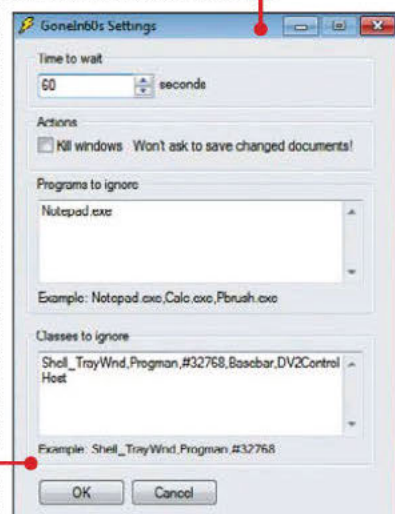 GoneIn60s Settings
Time to wait
60 seconds
Actions
Kill windows Won't ask to save changed documents!
Programs to ignore
Notepad.exe
Example: Notepad.exe,Calc.exe,Pbrush.exe
Classes to ignore
Shell_TrayWnd,Progman,#32768,Basebar,DV2Control
Host
Example: Shell_TrayWnd,Progman,#32768
OK Cancel